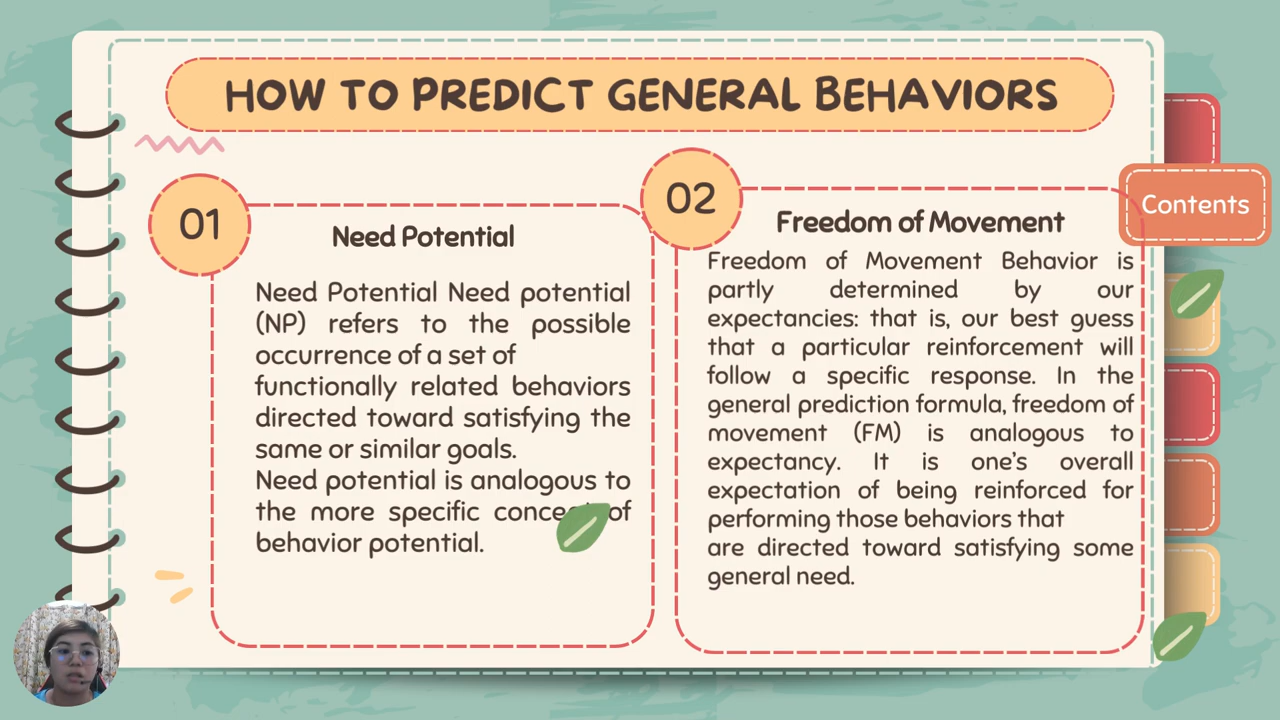 HOW TO PREDICT GENERAL BEHAVIORS
Contents
01
Need Potential
Need Potential Need potential
(NP) refers to the possible
occurrence of a set of
functionally related behaviors
directed toward satisfying the
same or similar goals.
Need potential is analogous to
the more specific concept of
behavior potential.
02
Freedom of Movement
Freedom of Movement Behavior is
partly determined by our
expectancies: that is, our best guess
that a particular reinforcement will
follow a specific response. In the
general prediction formula, freedom of
movement (FM) is analogous to
expectancy. It is one's overall
expectation of being reinforced for
performing those behaviors that
are directed toward satisfying some
general need.